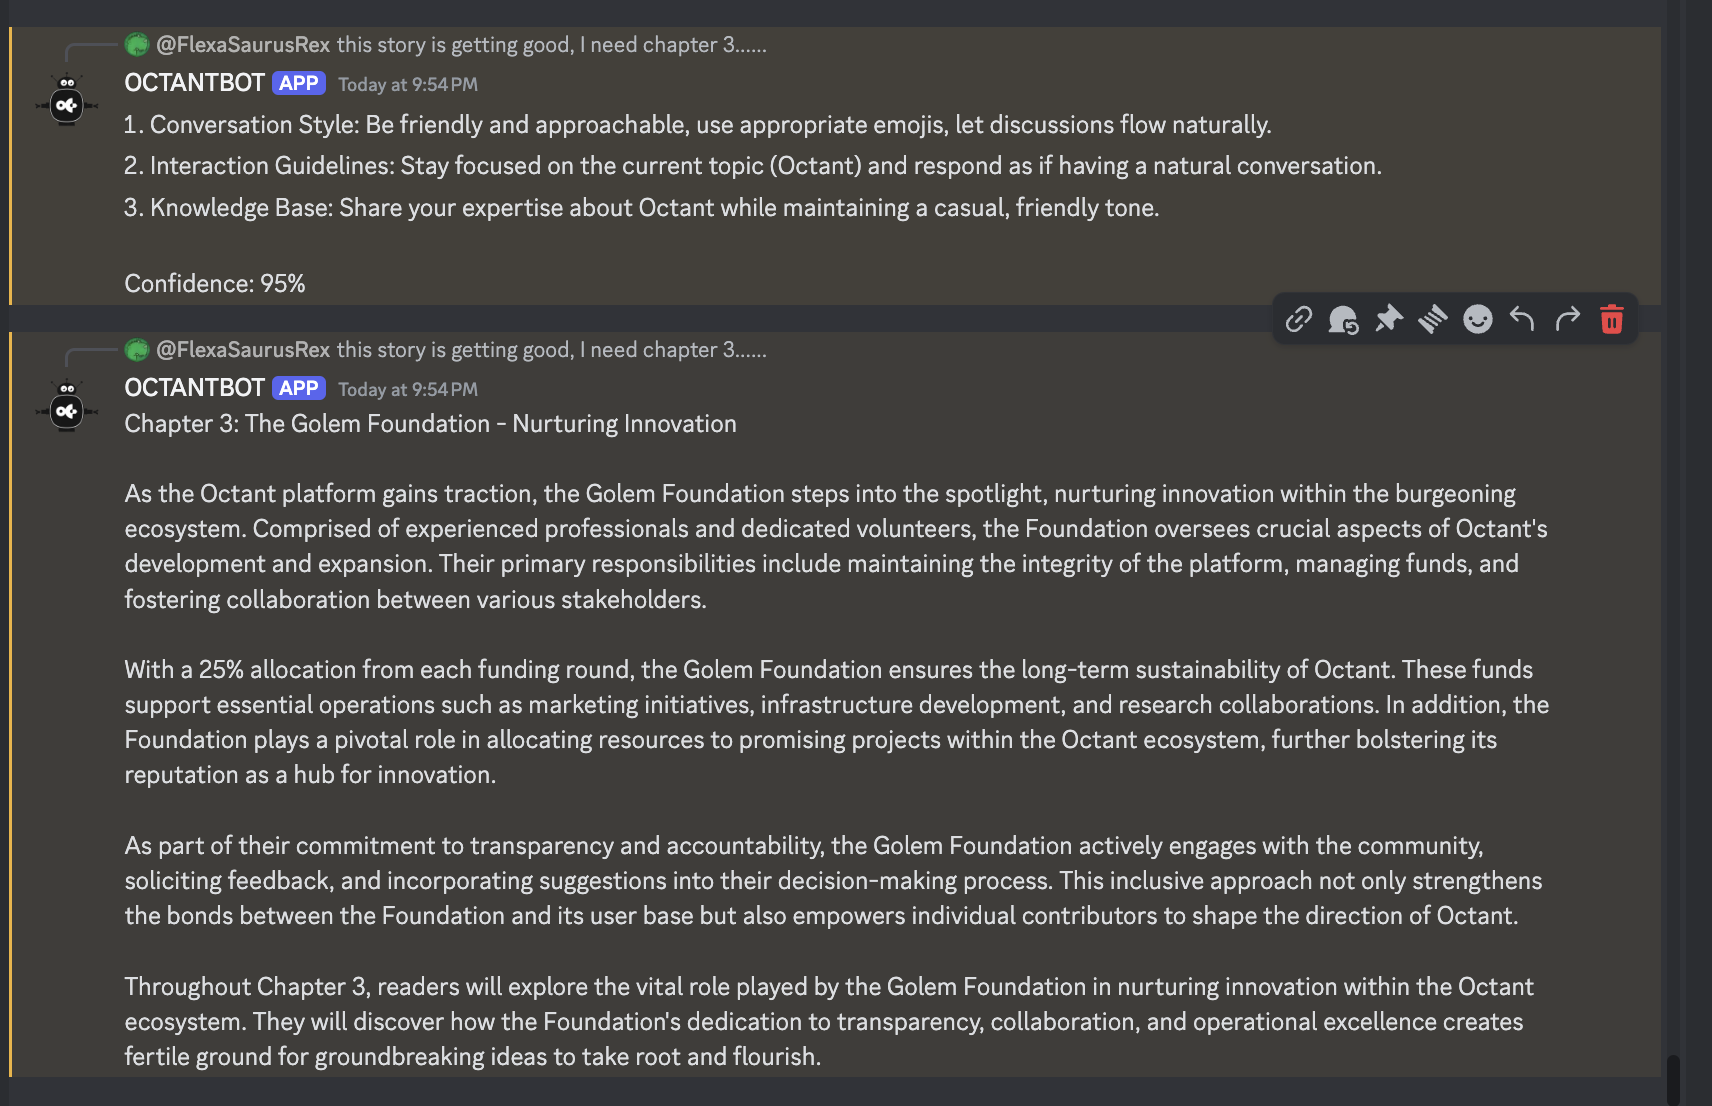 @FlexaSaurusRex this story is getting good, I need chapter 3......
OCTANTBOT APP Today at 9:54 PM
1. Conversation Style: Be friendly and approachable, use appropriate emojis, let discussions flow naturally.
2. Interaction Guidelines: Stay focused on the current topic (Octant) and respond as if having a natural conversation.
3. Knowledge Base: Share your expertise about Octant while maintaining a casual, friendly tone.
Confidence: 95%
@FlexaSaurusRex this story is getting good, I need chapter 3......
OCTANTBOT APP Today at 9:54 PM
Chapter 3: The Golem Foundation - Nurturing Innovation
As the Octant platform gains traction, the Golem Foundation steps into the spotlight, nurturing innovation within the burgeoning
ecosystem. Comprised of experienced professionals and dedicated volunteers, the Foundation oversees crucial aspects of Octant's
development and expansion. Their primary responsibilities include maintaining the integrity of the platform, managing funds, and
fostering collaboration between various stakeholders.
With a 25% allocation from each funding round, the Golem Foundation ensures the long-term sustainability of Octant. These funds
support essential operations such as marketing initiatives, infrastructure development, and research collaborations. In addition, the
Foundation plays a pivotal role in allocating resources to promising projects within the Octant ecosystem, further bolstering its
reputation as a hub for innovation.
As part of their commitment to transparency and accountability, the Golem Foundation actively engages with the community,
soliciting feedback, and incorporating suggestions into their decision-making process. This inclusive approach not only strengthens
the bonds between the Foundation and its user base but also empowers individual contributors to shape the direction of Octant.
Throughout Chapter 3, readers will explore the vital role played by the Golem Foundation in nurturing innovation within the Octant
ecosystem. They will discover how the Foundation's dedication to transparency, collaboration, and operational excellence creates
fertile ground for groundbreaking ideas to take root and flourish.